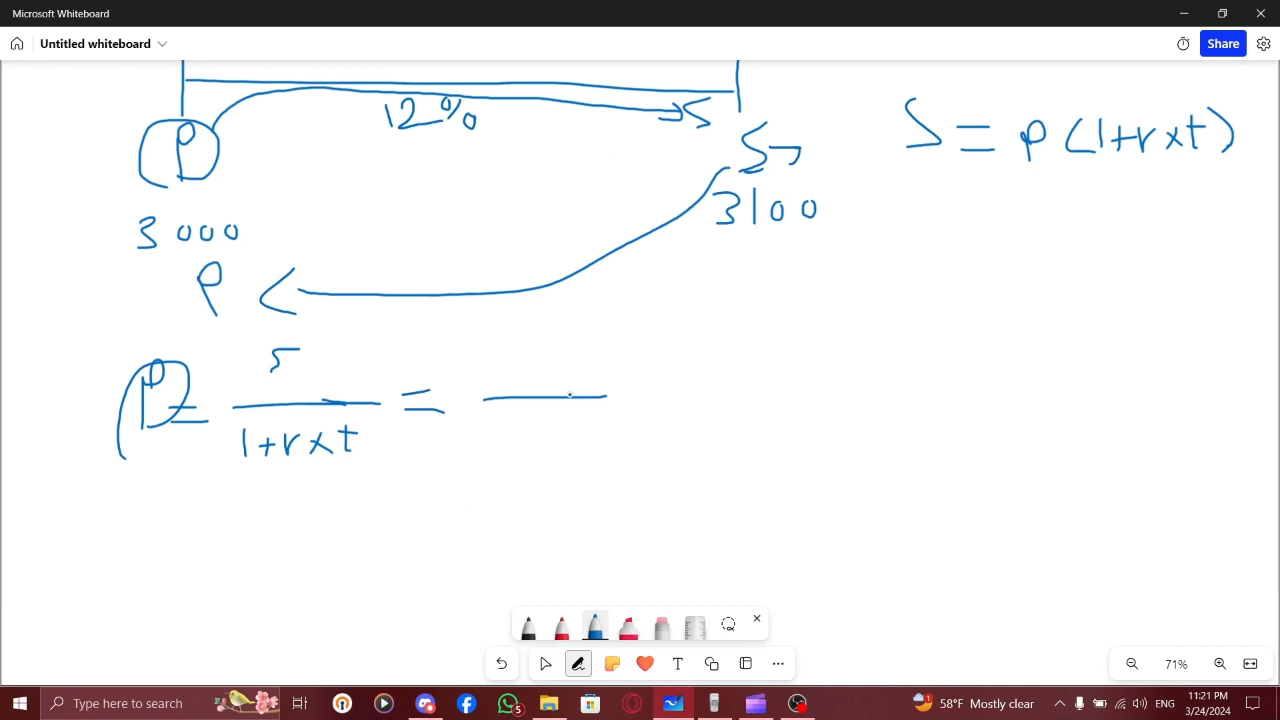 Microsoft Whiteboard
Untitled whiteboard
Share
12%
S
P
S
S = P (1+r×t)
3100
3000
P
P = S / 1+r×t =
71%
Type here to search
5
58°F Mostly clear
ENG
11:21 PM
3/24/2024